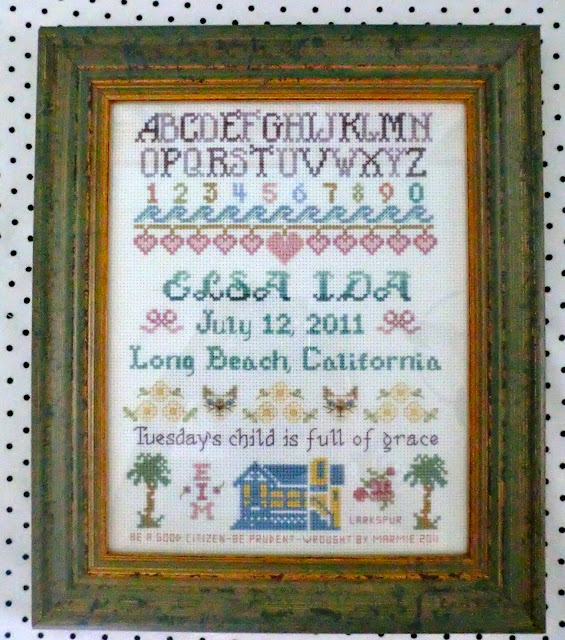 ABCDEFGHIJKLMN
OPQRSTUVWXYZ
1234567890
ELSA IDA
July 12, 2011
Long Beach, California
Tuesday's child is full of grace
EIM
LARKSPUR
BE A GOOD CITIZEN-BE PRUDENT-WROUGHT BY MARMIE 2011